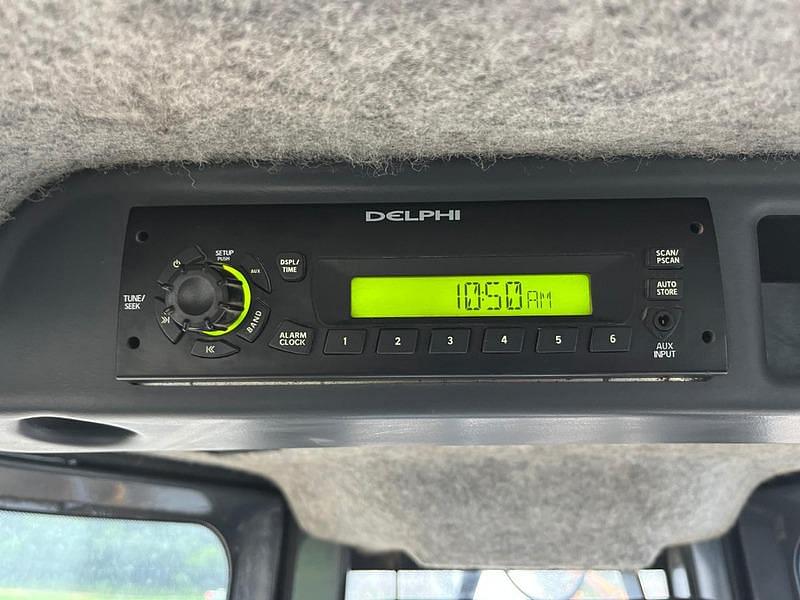 DELPHI
SETUP
PUSH
AUX
DSPL/
TIME
10:50 AM
SCAN/
PSCAN
AUTO
STORE
TUNE/
SEEK
BAND
ALARM
CLOCK
1 2 3 4 5 6
AUX
INPUT